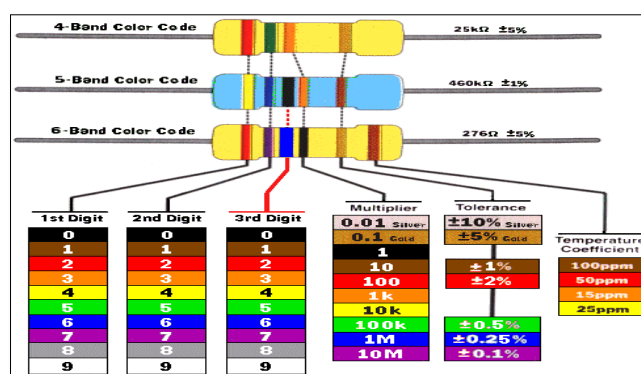 4-Band Color Code
25kΩ ±5%
5-Band Color Code
460kΩ ±1%
6-Band Color Code
276Ω ±5%
1st Digit
2nd Digit
3rd Digit
Multiplier
Tolerance
Temperature
Coefficient
0 0 0 0.01 Silver ±10% Silver
1 1 1 0.1 Gold ±5% Gold
2 2 2 1
3 3 3 10 ±1% 100ppm
4 4 4 100 ±2% 50ppm
5 5 5 1k 15ppm
6 6 6 10k 25ppm
7 7 7 100k ±0.5%
8 8 8 1M ±0.25%
9 9 9 10M ±0.1%